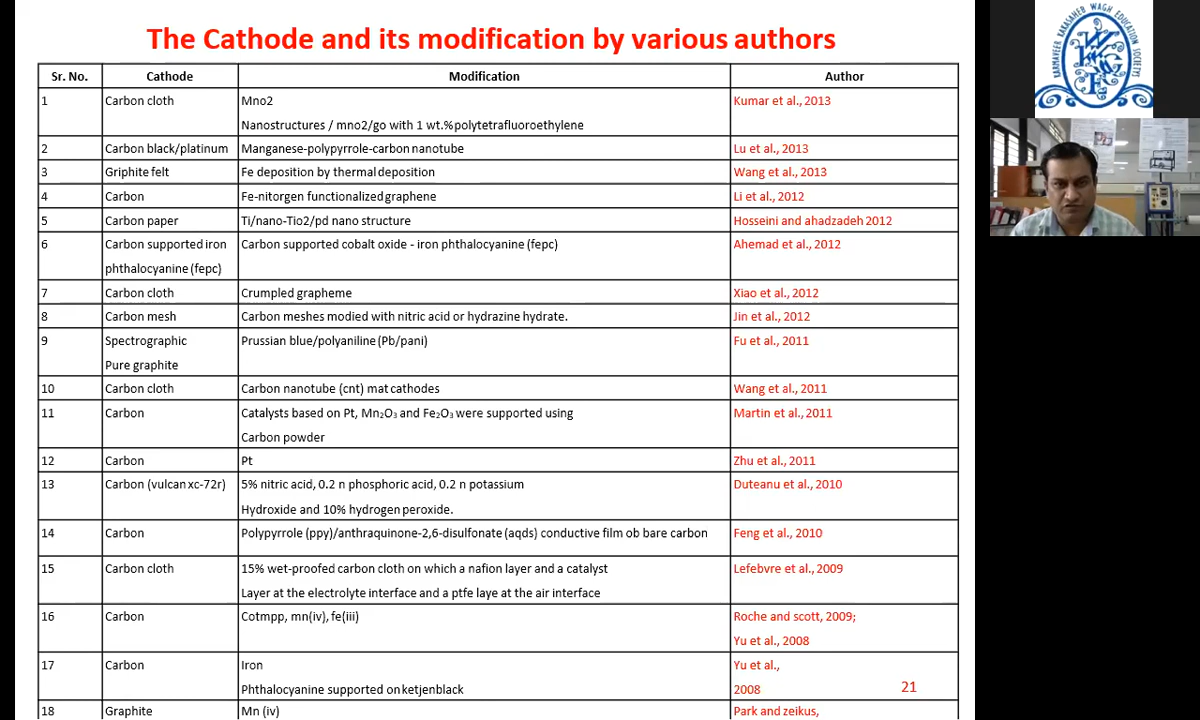 The Cathode and its modification by various authors
Sr. No. Cathode Modification Author
1 Carbon cloth Mno2 Kumar et al., 2013
Nanostructures / mno2/go with 1 wt.% polytetrafluoroethylene
2 Carbon black/platinum Manganese-polypyrrole-carbon nanotube Lu et al., 2013
3 Griphite felt Fe deposition by thermal deposition Wang et al., 2013
4 Carbon Fe-nitorgen functionalized graphene Li et al., 2012
5 Carbon paper Ti/nano-Tio2/pd nano structure Hosseini and ahadzadeh 2012
6 Carbon supported iron Carbon supported cobalt oxide - iron phthalocyanine (fepc) Ahemad et al., 2012
phthalocyanine (fepc)
7 Carbon cloth Crumpled grapheme Xiao et al., 2012
8 Carbon mesh Carbon meshes modied with nitric acid or hydrazine hydrate. Jin et al., 2012
9 Spectrographic Prussian blue/polyaniline (Pb/pani) Fu et al., 2011
Pure graphite
10 Carbon cloth Carbon nanotube (cnt) mat cathodes Wang et al., 2011
11 Carbon Catalysts based on Pt, Mn₂O₃ and Fe₂O₃ were supported using Martin et al., 2011
Carbon powder
12 Carbon Pt Zhu et al., 2011
13 Carbon (vulcan xc-72r) 5% nitric acid, 0.2 n phosphoric acid, 0.2 n potassium Duteanu et al., 2010
Hydroxide and 10% hydrogen peroxide.
14 Carbon Polypyrrole (ppy)/anthraquinone-2,6-disulfonate (aqds) conductive film ob bare carbon Feng et al., 2010
15 Carbon cloth 15% wet-proofed carbon cloth on which a nafion layer and a catalyst Lefebvre et al., 2009
Layer at the electrolyte interface and a ptfe laye at the air interface
16 Carbon Cotmpp, mn(iv), fe(iii) Roche and scott, 2009;
Yu et al., 2008
17 Carbon Iron Yu et al.,
Phthalocyanine supported on ketjenblack 2008
21
18 Graphite Mn (iv) Park and zeikus,
KARMAVEER KAKASAHEB WAGH EDUCATION SOCIETY'S